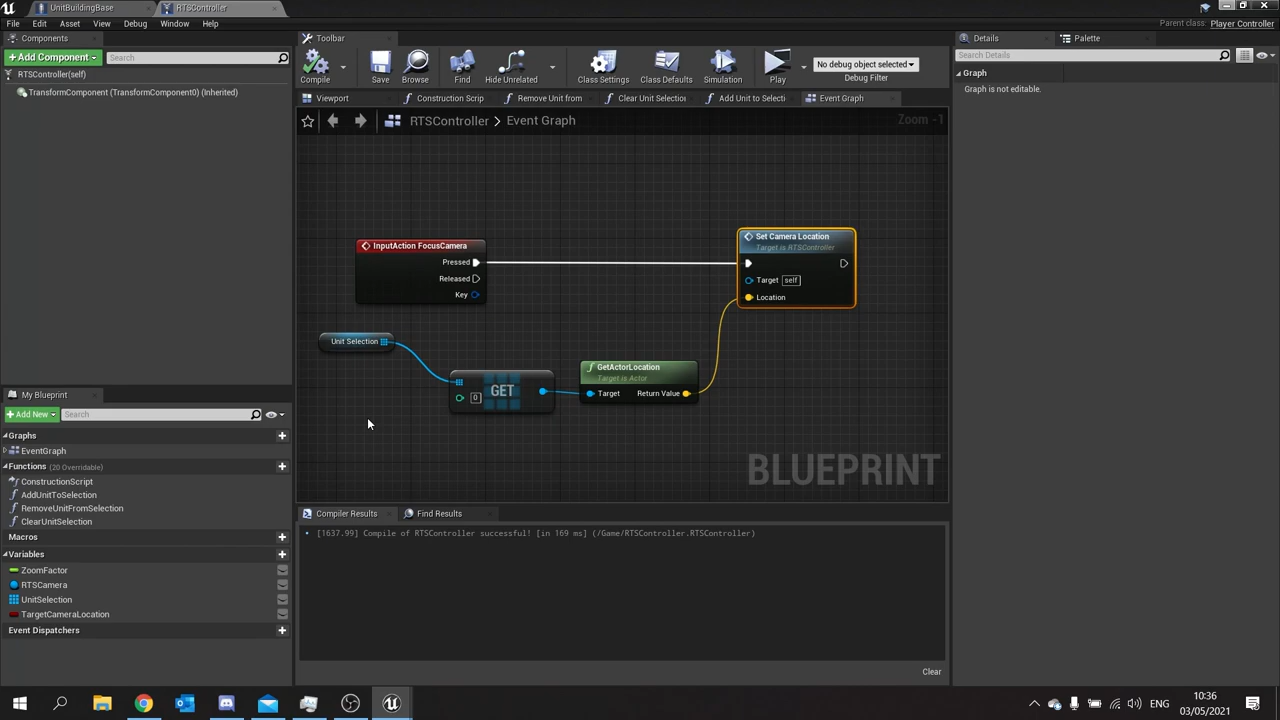 UnitBuildingBase
RTSController
File Edit Asset View Debug Window Help
Parent class: Player Controller
Components
+Add Component
Search
RTSController(self)
TransformComponent (TransformComponent0) (Inherited)
Toolbar
Compile
Save
Browse
Find
Hide Unrelated
Class Settings
Class Defaults
Simulation
Play
No debug object selected
Debug Filter
Viewport
Construction Scrip
Remove Unit from
Clear Unit Selection
Add Unit to Selecti
Event Graph
RTSController > Event Graph
Zoom -1
InputAction FocusCamera
Pressed
Released
Key
Set Camera Location
Target is RTSController
Target self
Location
Unit Selection
GET
0
GetActorLocation
Target is Actor
Target Return Value
BLUEPRINT
Details
Palette
Search Details
Graph
Graph is not editable.
My Blueprint
+Add New
Search
Graphs
EventGraph
Functions (20 Overridable)
ConstructionScript
AddUnitToSelection
RemoveUnitFromSelection
ClearUnitSelection
Macros
Variables
ZoomFactor
RTSCamera
UnitSelection
TargetCameraLocation
Event Dispatchers
Compiler Results
Find Results
[1637.99] Compile of RTSController successful! [in 169 ms] (/Game/RTSController.RTSController)
Clear
ENG
10:36
03/05/2021